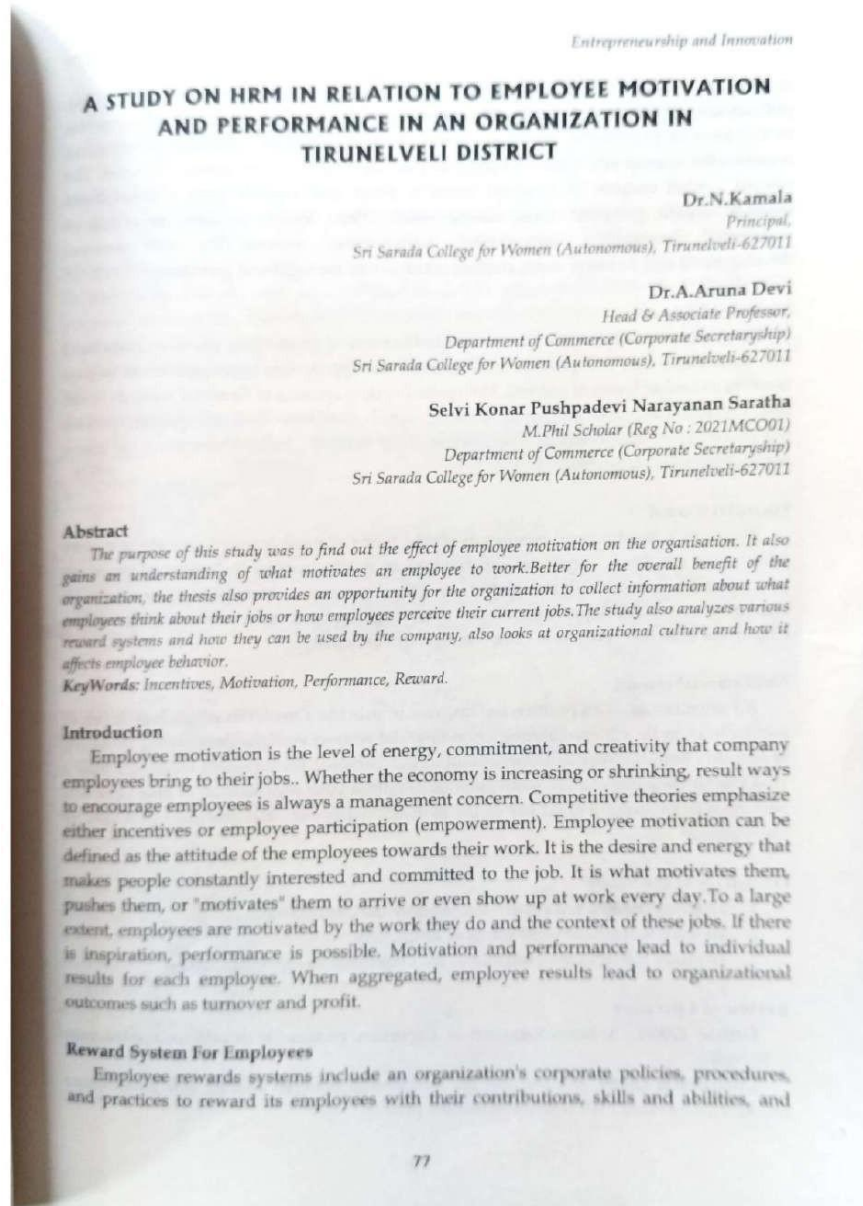 Entrepreneurship and Innovation
A STUDY ON HRM IN RELATION TO EMPLOYEE MOTIVATION
AND PERFORMANCE IN AN ORGANIZATION IN
TIRUNELVELI DISTRICT
Dr.N.Kamala
Principal,
Sri Sarada College for Women (Autonomous), Tirunelveli-627011
Dr.A.Aruna Devi
Head & Associate Professor,
Department of Commerce (Corporate Secretaryship)
Sri Sarada College for Women (Autonomous), Tirunelveli-627011
Selvi Konar Pushpadevi Narayanan Saratha
M.Phil Scholar (Reg No : 2021MCO01)
Department of Commerce (Corporate Secretaryship)
Sri Sarada College for Women (Autonomous), Tirunelveli-627011
Abstract
The purpose of this study was to find out the effect of employee motivation on the organisation. It also
gains an understanding of what motivates an employee to work.Better for the overall benefit of the
organization, the thesis also provides an opportunity for the organization to collect information about what
employees think about their jobs or how employees perceive their current jobs.The study also analyzes various
reward systems and how they can be used by the company, also looks at organizational culture and how it
affects employee behavior.
KeyWords: Incentives, Motivation, Performance, Reward.
Introduction
Employee motivation is the level of energy, commitment, and creativity that company
employees bring to their jobs.. Whether the economy is increasing or shrinking, result ways
to encourage employees is always a management concern. Competitive theories emphasize
either incentives or employee participation (empowerment). Employee motivation can be
defined as the attitude of the employees towards their work. It is the desire and energy that
makes people constantly interested and committed to the job. It is what motivates them,
pushes them, or "motivates" them to arrive or even show up at work every day.To a large
extent, employees are motivated by the work they do and the context of these jobs. If there
is inspiration, performance is possible. Motivation and performance lead to individual
results for each employee. When aggregated, employee results lead to organizational
outcomes such as turnover and profit.
Reward System For Employees
Employee rewards systems include an organization's corporate policies, procedures,
and practices to reward its employees with their contributions, skills and abilities, and
77